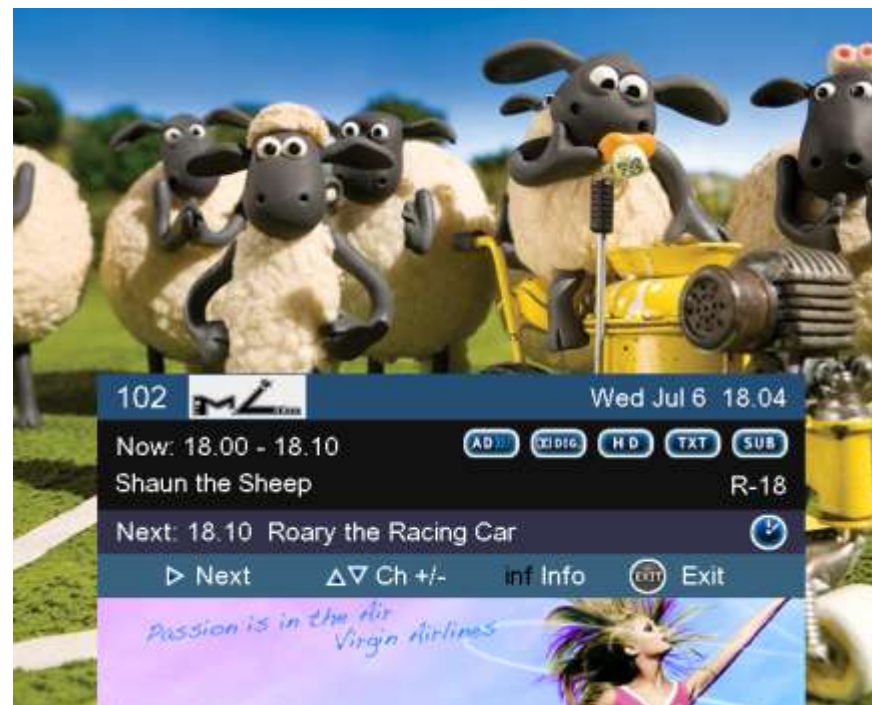 102
Wed Jul 6 18.04
Now: 18.00 - 18.10
AD HD TXT SUB
Shaun the Sheep
R-18
Next: 18.10 Roary the Racing Car
Next Ch +/- inf Info EXIT Exit
Passion is in the Air
Virgin Airlines